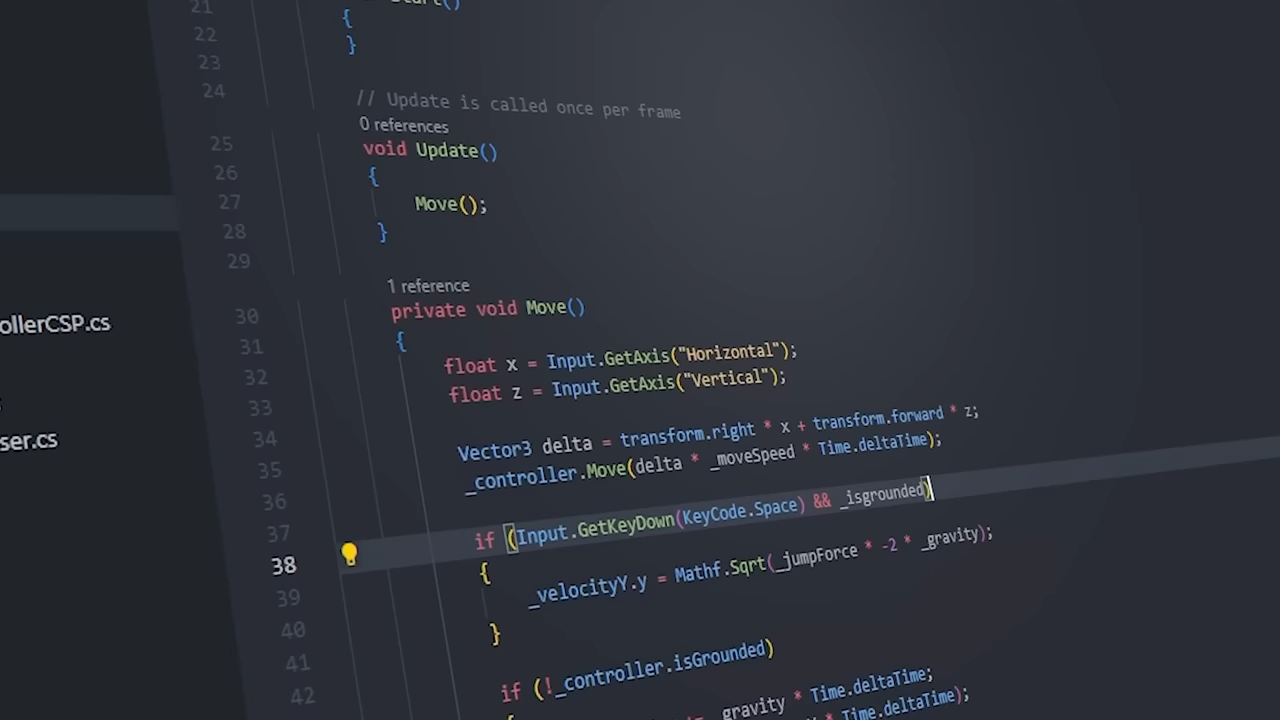 21
22 {
23 }
24
// Update is called once per frame
0 references
25 void Update()
26 {
27 Move();
28 }
29
1 reference
30 private void Move()
31 {
32 float x = Input.GetAxis("Horizontal");
33 float z = Input.GetAxis("Vertical");
34
35 Vector3 delta = transform.right * x + transform.forward * z;
36 _controller.Move(delta * _moveSpeed * Time.deltaTime);
37
38 if (Input.GetKeyDown(KeyCode.Space) && _isgrounded)
39 {
40 _velocityY.y = Mathf.Sqrt(_jumpForce * -2 * _gravity);
41 }
42
if (!_controller.isGrounded)
{
gravity * Time.deltaTime;
* Time.deltaTime);
ollerCSP.cs
ser.cs